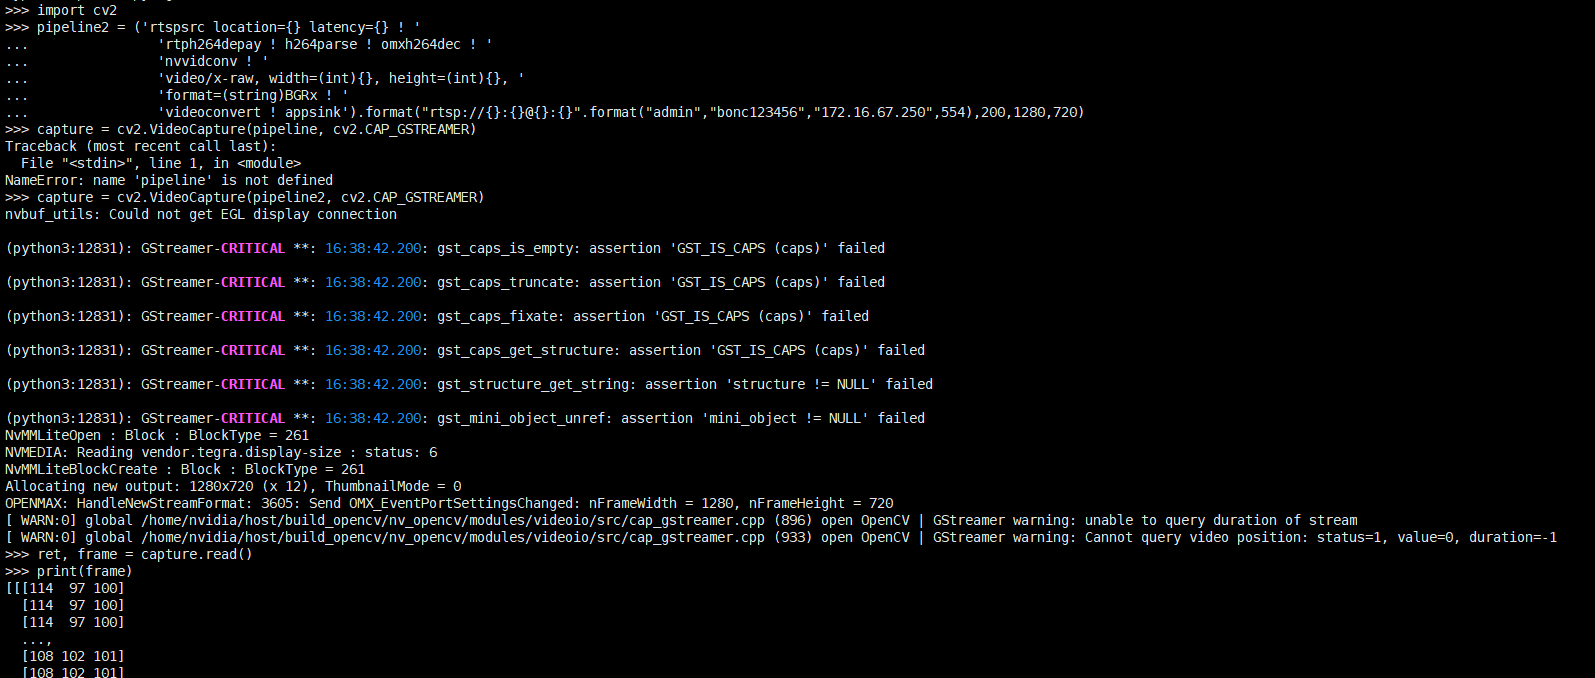 >>> import cv2
>>> pipeline2 = ('rtspsrc location={} latency={} ! '
...                'rtph264depay ! h264parse ! omxh264dec ! '
...                'nvvidconv ! '
...                'video/x-raw, width=(int){}, height=(int){}, '
...                'format=(string)BGRx ! '
...                'videoconvert ! appsink').format("rtsp://{}:{}@{}:{}".format("admin","bonc123456","172.16.67.250",554),200,1280,720)
>>> capture = cv2.VideoCapture(pipeline, cv2.CAP_GSTREAMER)
Traceback (most recent call last):
  File "<stdin>", line 1, in <module>
NameError: name 'pipeline' is not defined
>>> capture = cv2.VideoCapture(pipeline2, cv2.CAP_GSTREAMER)
nvbuf_utils: Could not get EGL display connection
(python3:12831): GStreamer-CRITICAL **: 16:38:42.200: gst_caps_is_empty: assertion 'GST_IS_CAPS (caps)' failed
(python3:12831): GStreamer-CRITICAL **: 16:38:42.200: gst_caps_truncate: assertion 'GST_IS_CAPS (caps)' failed
(python3:12831): GStreamer-CRITICAL **: 16:38:42.200: gst_caps_fixate: assertion 'GST_IS_CAPS (caps)' failed
(python3:12831): GStreamer-CRITICAL **: 16:38:42.200: gst_caps_get_structure: assertion 'GST_IS_CAPS (caps)' failed
(python3:12831): GStreamer-CRITICAL **: 16:38:42.200: gst_structure_get_string: assertion 'structure != NULL' failed
(python3:12831): GStreamer-CRITICAL **: 16:38:42.200: gst_mini_object_unref: assertion 'mini_object != NULL' failed
NvMMLiteOpen : Block : BlockType = 261
NVMEDIA: Reading vendor.tegra.display-size : status: 6
NvMMLiteBlockCreate : Block : BlockType = 261
Allocating new output: 1280x720 (x 12), ThumbnailMode = 0
OPENMAX: HandleNewStreamFormat: 3605: Send OMX_EventPortSettingsChanged: nFrameWidth = 1280, nFrameHeight = 720
[ WARN:0] global /home/nvidia/host/build_opencv/nv_opencv/modules/videoio/src/cap_gstreamer.cpp (896) open OpenCV | GStreamer warning: unable to query duration of stream
[ WARN:0] global /home/nvidia/host/build_opencv/nv_opencv/modules/videoio/src/cap_gstreamer.cpp (933) open OpenCV | GStreamer warning: Cannot query video position: status=1, value=0, duration=-1
>>> ret, frame = capture.read()
>>> print(frame)
[[[114  97 100]
  [114  97 100]
  [114  97 100]
  ...,
  [108 102 101]
  [108 102 101]